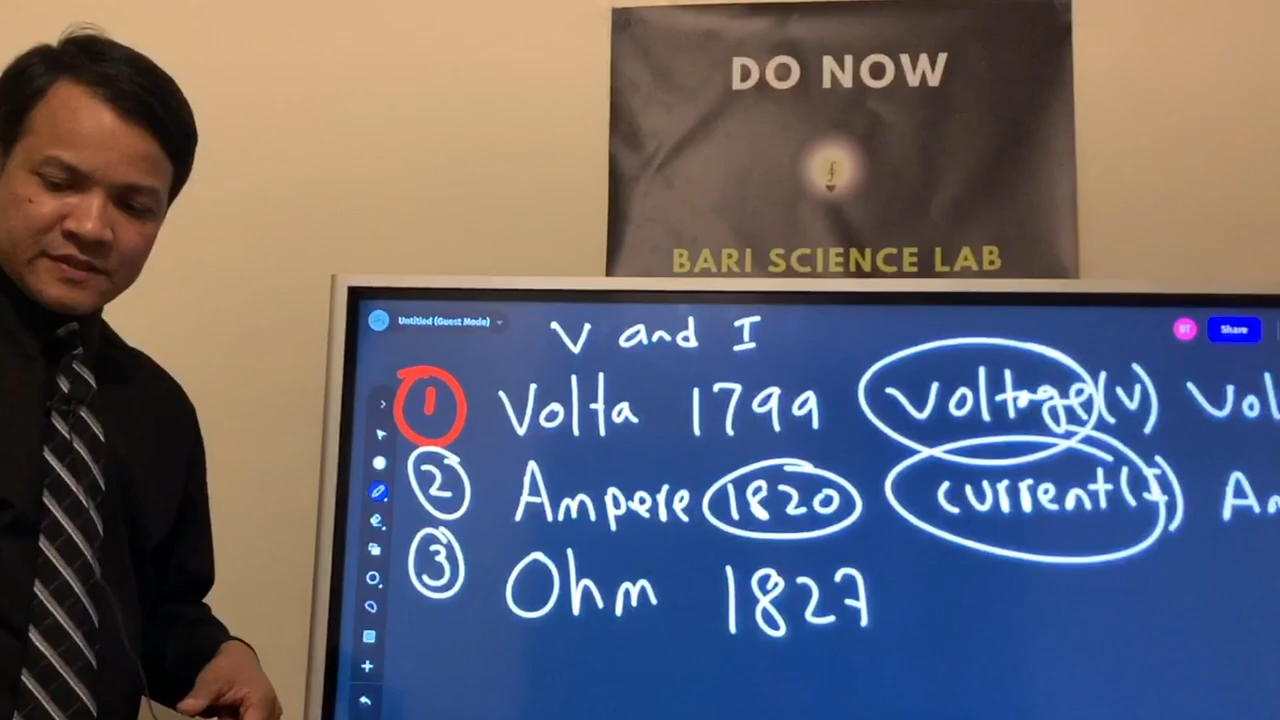 DO NOW
BARI SCIENCE LAB
Untitled (Guest Mode)
BT Share
V and I
1 Volta 1799 Voltage(V) Vol
2 Ampere 1820 Current(I) Am
3 Ohm 1827